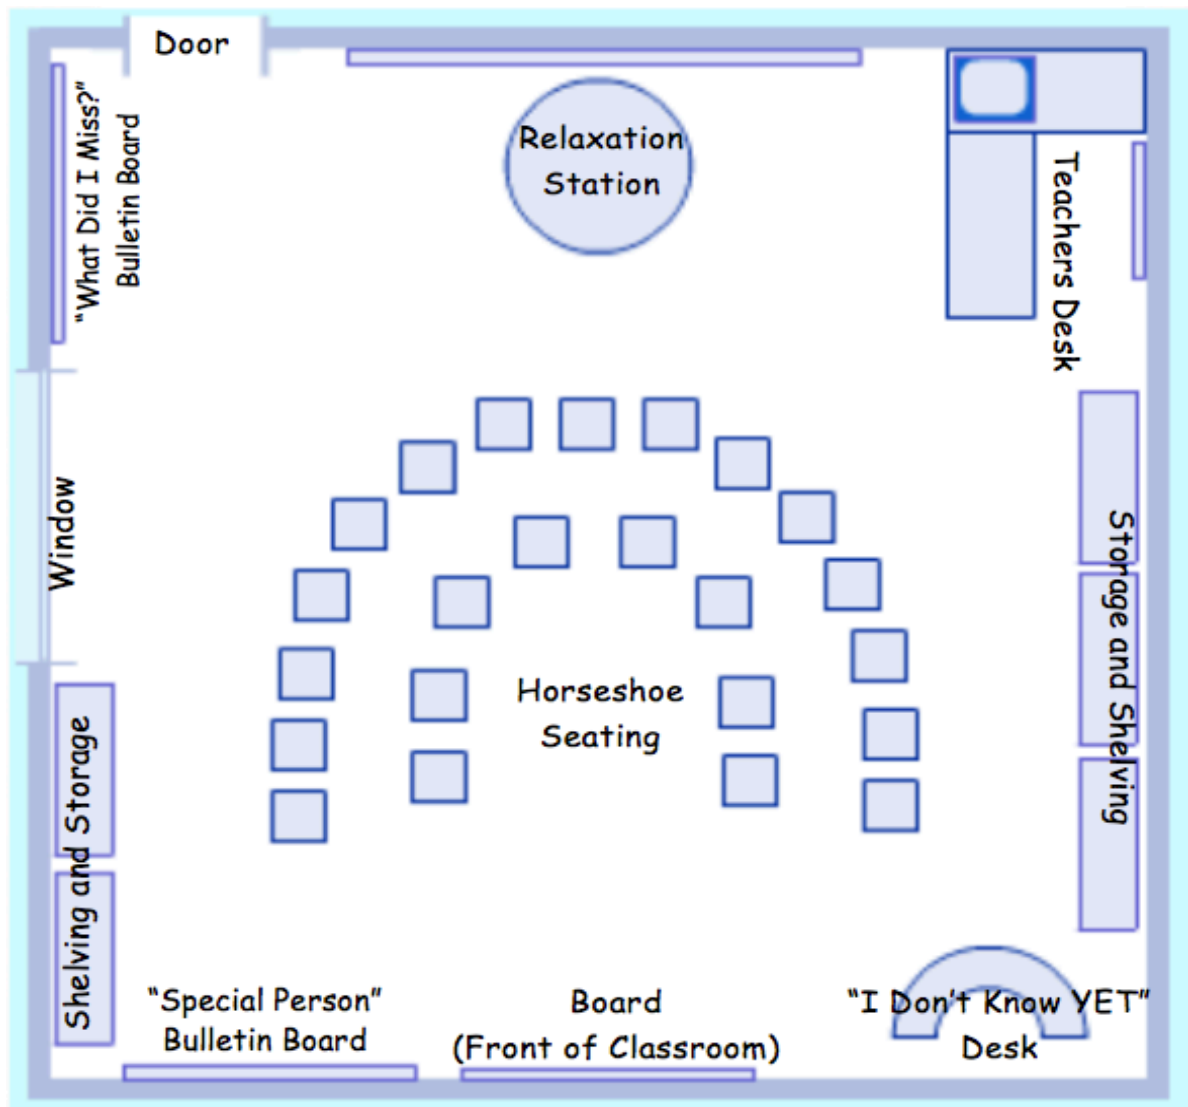 Door
“What Did I Miss?”
Bulletin Board
Relaxation
Station
Teachers Desk
Window
Storage and Shelving
Horseshoe
Seating
Shelving and Storage
“Special Person”
Bulletin Board
Board
(Front of Classroom)
“I Don’t Know YET”
Desk